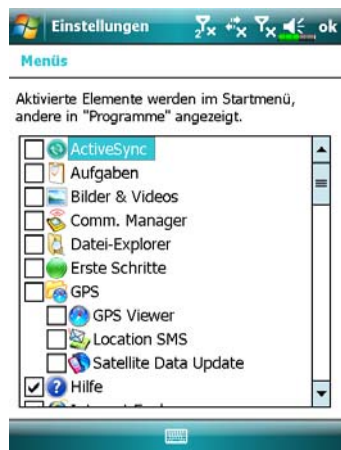 Einstellungen
ok
Menüs
Aktivierte Elemente werden im Startmenü,
andere in "Programme" angezeigt.
ActiveSync
Aufgaben
Bilder & Videos
Comm. Manager
Datei-Explorer
Erste Schritte
GPS
GPS Viewer
Location SMS
Satellite Data Update
Hilfe